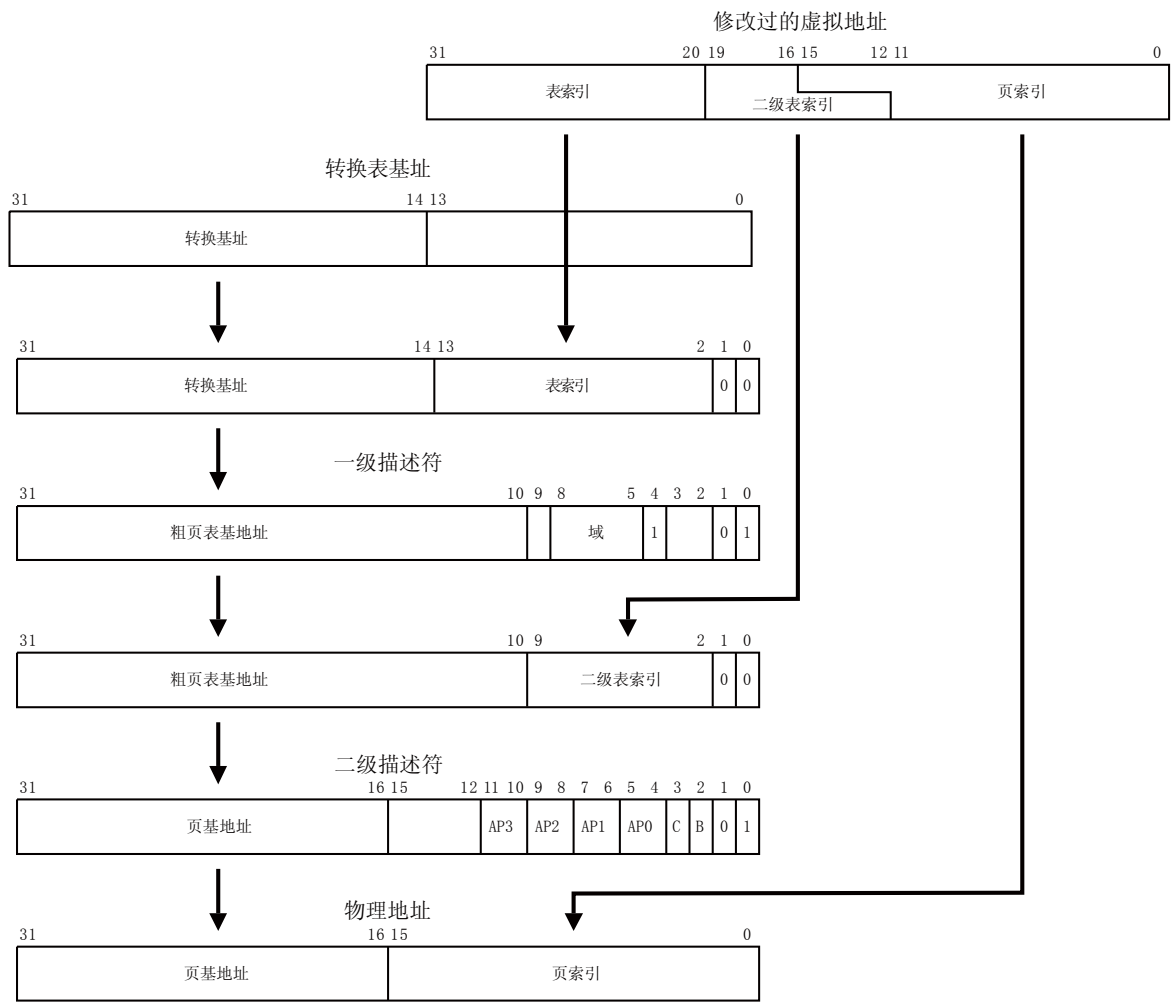 修改过的虚拟地址
31 20 19 16 15 12 11 0
表索引 二级表索引 页索引
转换表基址
31 14 13 0
转换基址
31 14 13 2 1 0
转换基址 表索引 0 0
一级描述符
31 10 9 8 5 4 3 2 1 0
粗页表基地址 域 1 0 1
31 10 9 2 1 0
粗页表基地址 二级表索引 0 0
二级描述符
31 16 15 12 11 10 9 8 7 6 5 4 3 2 1 0
页基地址 AP3 AP2 AP1 AP0 C B 0 1
物理地址
31 16 15 0
页基地址 页索引